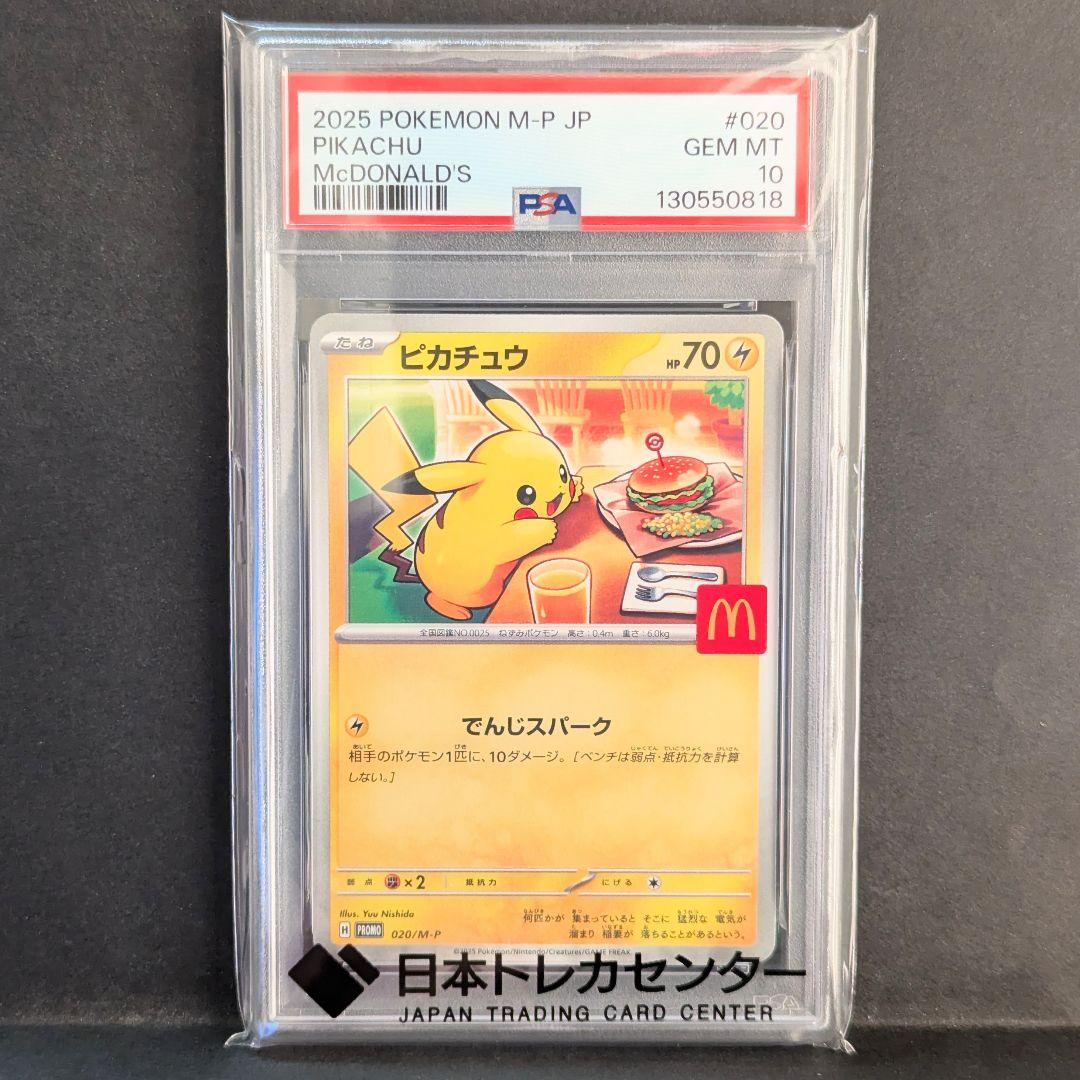 2025 POKEMON M-P JP #020
PIKACHU GEM MT
McDONALD'S 10
PSA 130550818
たね ピカチュウ HP70
全国図鑑NO.0025 ねずみポケモン 高さ:0.4m 重さ:6.0kg
でんじスパーク
相手のポケモン1匹に、10ダメージ。[ベンチは弱点・抵抗力を計算
しない。]
弱点 ×2 抵抗力 にげる
Illus. Yuu Nishida
何匹かが 集まっていると そこに 猛烈な 電気が
溜まり 稲妻が 落ちることがあるという。
H PROMO 020/M-P
©2025 Pokémon/Nintendo/Creatures/GAME FREAK
日本トレカセンター
JAPAN TRADING CARD CENTER